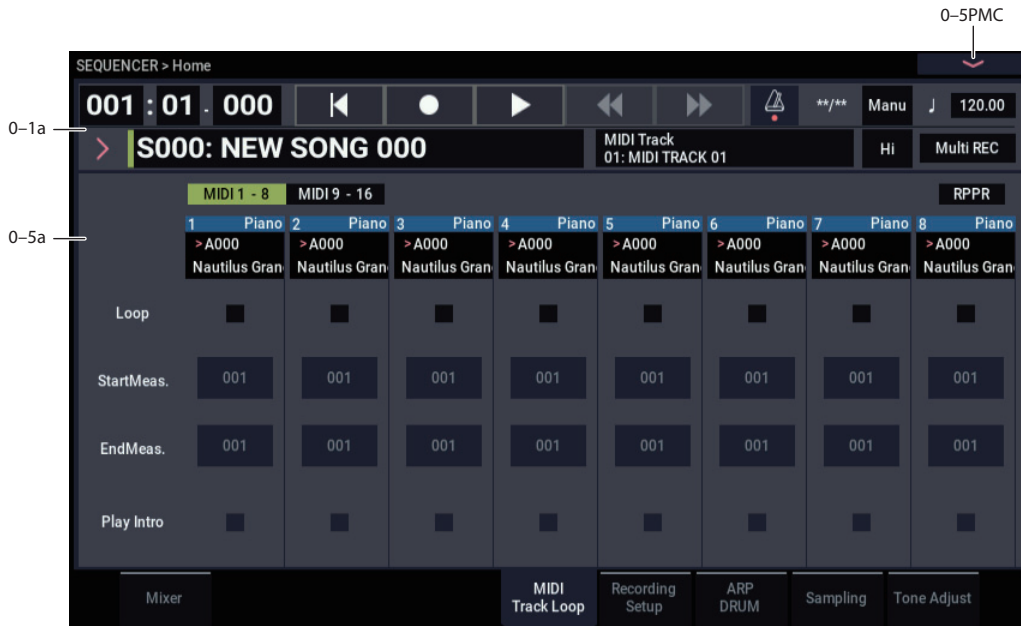 0–5PMC
SEQUENCER > Home
001 : 01 . 000 **/** Manu ♩ 120.00
0–1a
> S000: NEW SONG 000
MIDI Track
01: MIDI TRACK 01
Hi
Multi REC
MIDI 1 - 8 MIDI 9 - 16 RPPR
0–5a
1 Piano 2 Piano 3 Piano 4 Piano 5 Piano 6 Piano 7 Piano 8 Piano
>A000 >A000 >A000 >A000 >A000 >A000 >A000 >A000
Nautilus Gran Nautilus Gran Nautilus Gran Nautilus Gran Nautilus Gran Nautilus Gran Nautilus Gran Nautilus Gran
Loop
StartMeas. 001 001 001 001 001 001 001 001
EndMeas. 001 001 001 001 001 001 001 001
Play Intro
Mixer
MIDI
Track Loop
Recording
Setup
ARP
DRUM
Sampling
Tone Adjust